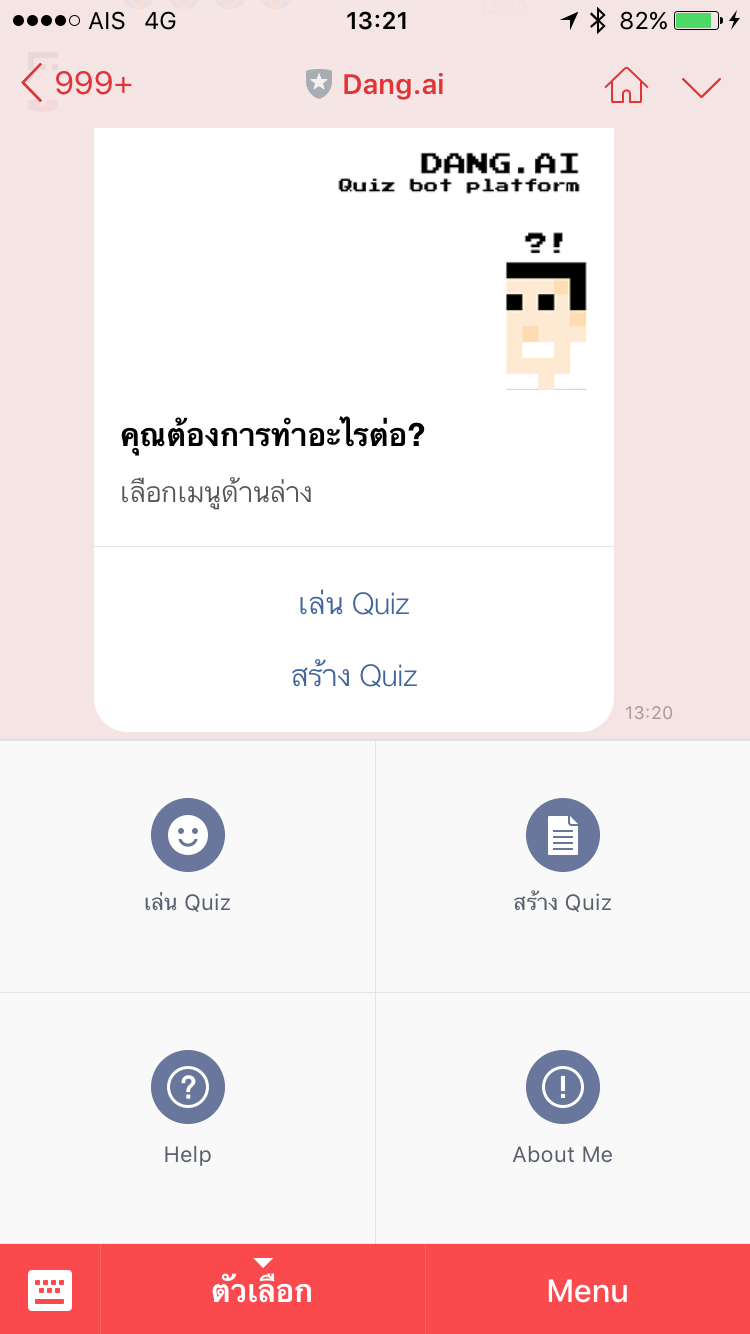 AIS 4G 13:21 82%
999+ Dang.ai
DANG.AI
Quiz bot platform
?!
คุณต้องการทำอะไรต่อ?
เลือกเมนูด้านล่าง
เล่น Quiz
สร้าง Quiz
13:20
เล่น Quiz
สร้าง Quiz
Help
About Me
ตัวเลือก
Menu